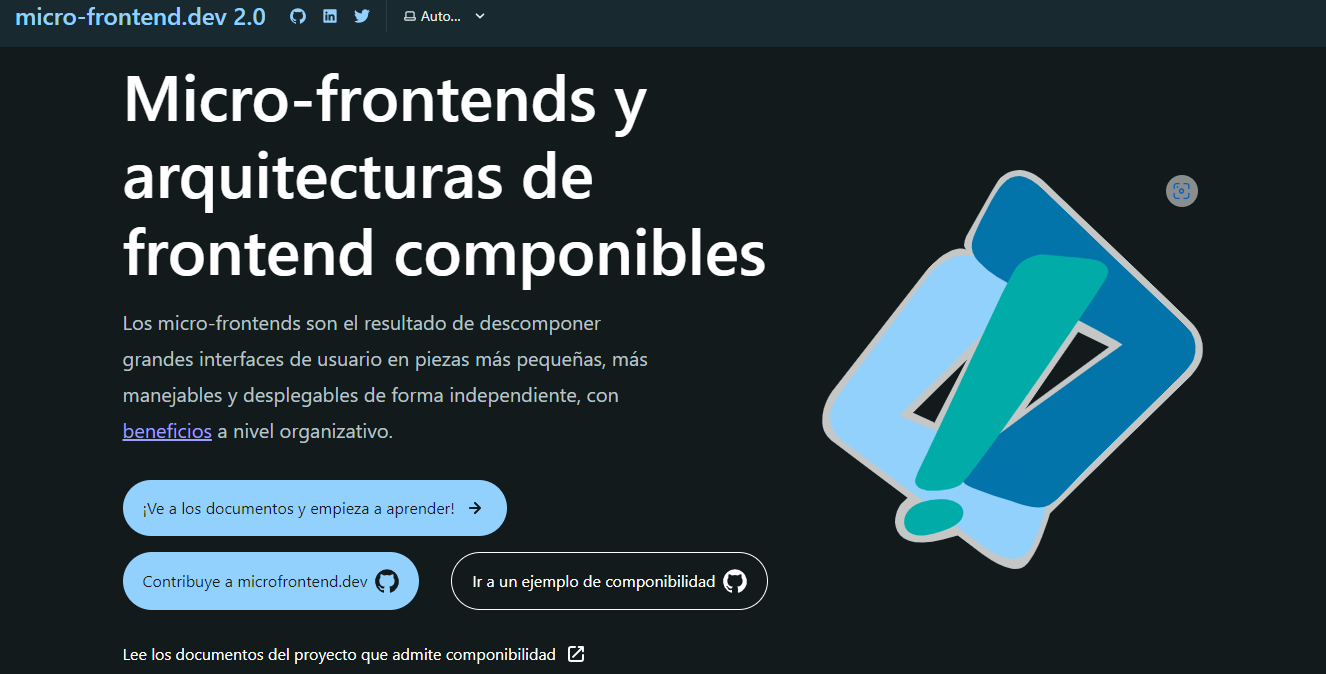 micro-frontend.dev 2.0
Auto...
Micro-frontends y
arquitecturas de
frontend componibles
Los micro-frontends son el resultado de descomponer
grandes interfaces de usuario en piezas más pequeñas, más
manejables y desplegables de forma independiente, con
beneficios a nivel organizativo.
¡Ve a los documentos y empieza a aprender!
Contribuye a microfrontend.dev
Ir a un ejemplo de componibilidad
Lee los documentos del proyecto que admite componibilidad